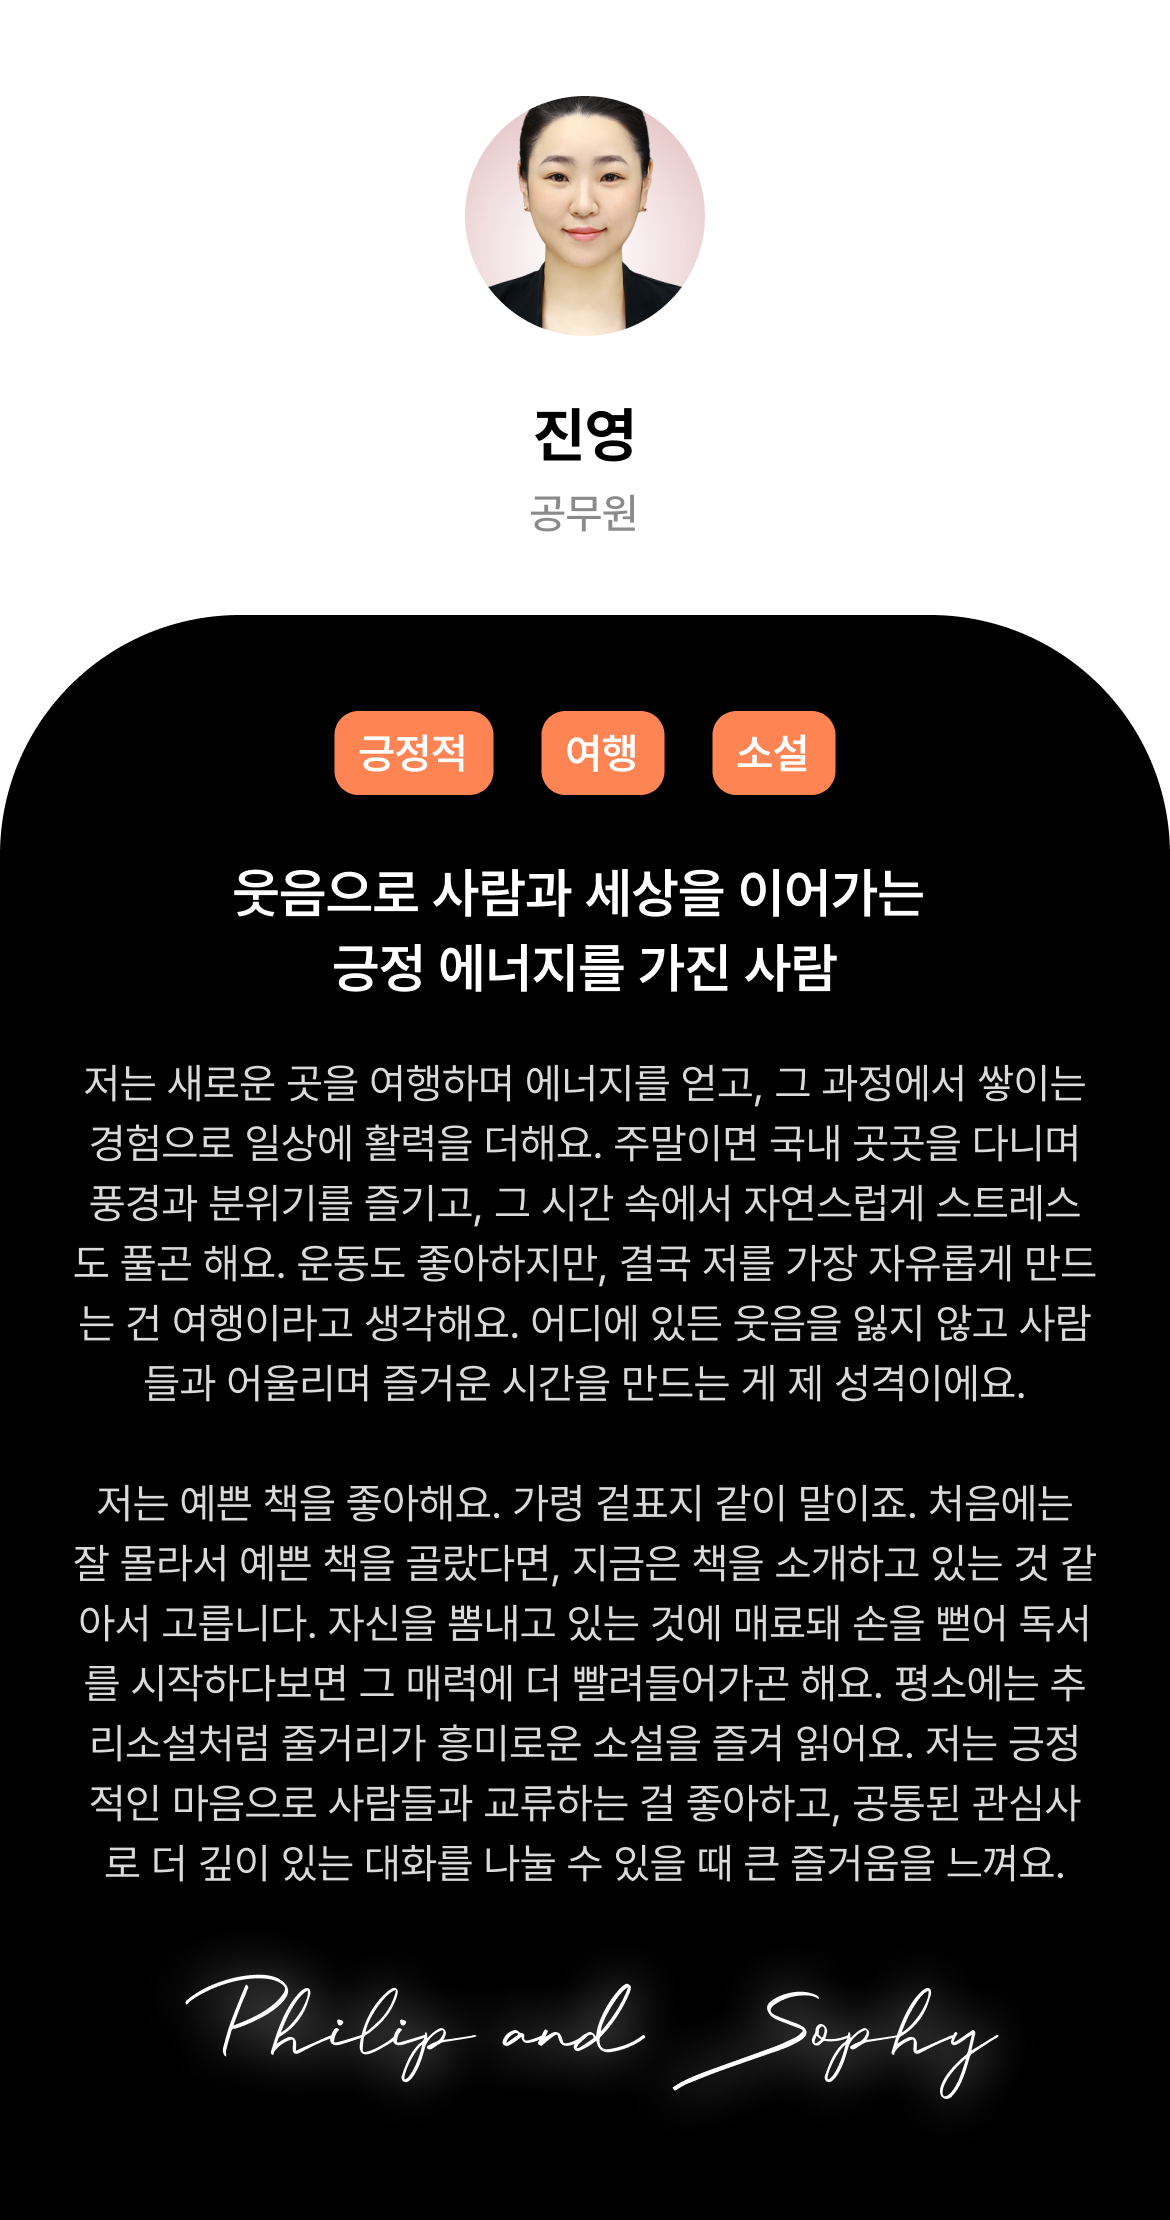 진영
공무원
긍정적 여행 소설
웃음으로 사람과 세상을 이어가는
긍정 에너지를 가진 사람
저는 새로운 곳을 여행하며 에너지를 얻고, 그 과정에서 쌓이는
경험으로 일상에 활력을 더해요. 주말이면 국내 곳곳을 다니며
풍경과 분위기를 즐기고, 그 시간 속에서 자연스럽게 스트레스
도 풀곤 해요. 운동도 좋아하지만, 결국 저를 가장 자유롭게 만드
는 건 여행이라고 생각해요. 어디에 있든 웃음을 잃지 않고 사람
들과 어울리며 즐거운 시간을 만드는 게 제 성격이에요.
저는 예쁜 책을 좋아해요. 가령 겉표지 같이 말이죠. 처음에는
잘 몰라서 예쁜 책을 골랐다면, 지금은 책을 소개하고 있는 것 같
아서 고릅니다. 자신을 뽐내고 있는 것에 매료돼 손을 뻗어 독서
를 시작하다보면 그 매력에 더 빨려들어가곤 해요. 평소에는 추
리소설처럼 줄거리가 흥미로운 소설을 즐겨 읽어요. 저는 긍정
적인 마음으로 사람들과 교류하는 걸 좋아하고, 공통된 관심사
로 더 깊이 있는 대화를 나눌 수 있을 때 큰 즐거움을 느껴요.
Philip and Sophy